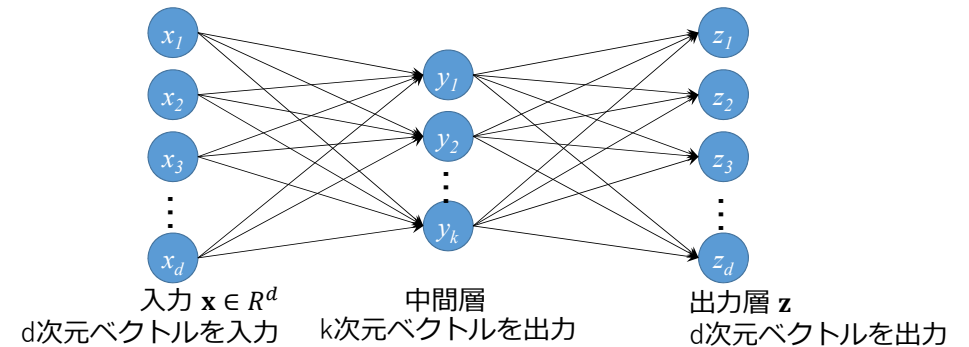 x1
x2
x3
⋮
xd
y1
y2
⋮
yk
z1
z2
z3
⋮
zd
入力 x ∈ R^d
d次元ベクトルを入力
中間層
k次元ベクトルを出力
出力層 z
d次元ベクトルを出力